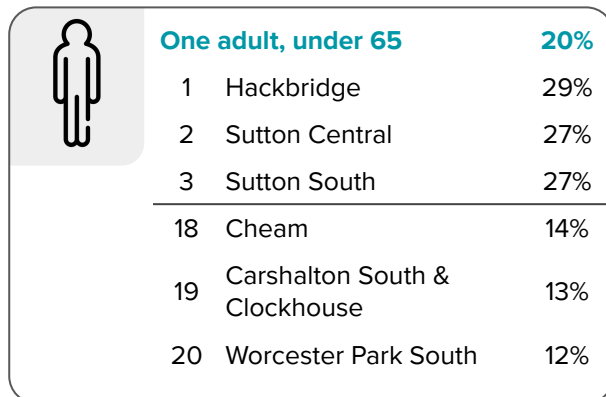 One adult, under 65 20%
1 Hackbridge 29%
2 Sutton Central 27%
3 Sutton South 27%
18 Cheam 14%
19 Carshalton South &
Clockhouse 13%
20 Worcester Park South 12%